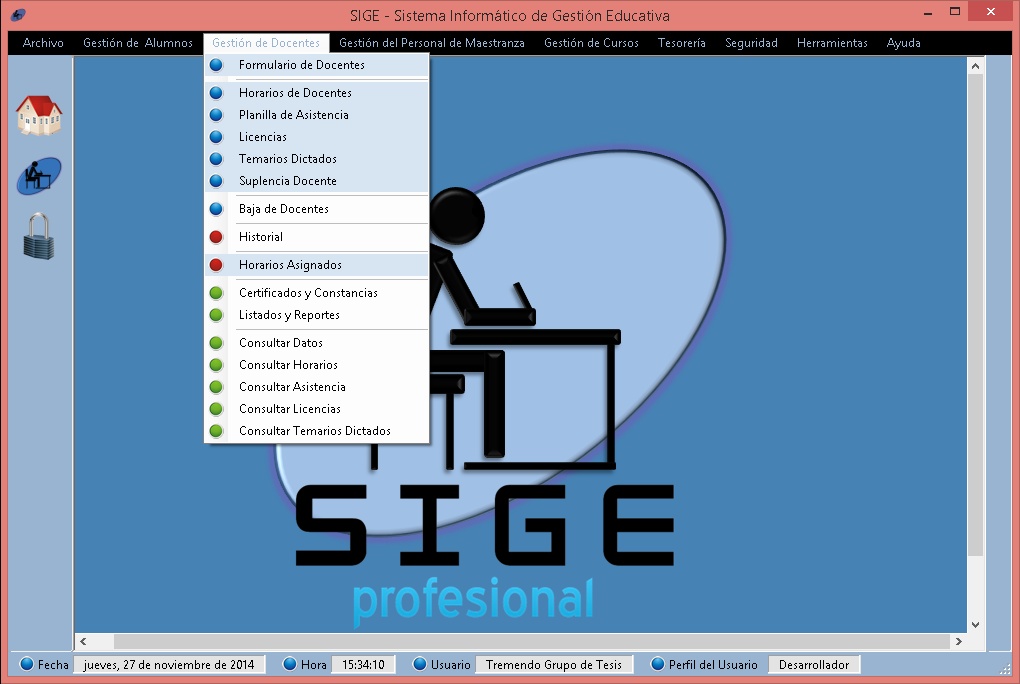 SIGE - Sistema Informático de Gestión Educativa
Archivo Gestión de Alumnos Gestión de Docentes Gestión del Personal de Maestranza Gestión de Cursos Tesorería Seguridad Herramientas Ayuda
Formulario de Docentes
Horarios de Docentes
Planilla de Asistencia
Licencias
Temarios Dictados
Suplencia Docente
Baja de Docentes
Historial
Horarios Asignados
Certificados y Constancias
Listados y Reportes
Consultar Datos
Consultar Horarios
Consultar Asistencia
Consultar Licencias
Consultar Temarios Dictados
SIGE
profesional
Fecha jueves, 27 de noviembre de 2014 Hora 15:34:10 Usuario Tremendo Grupo de Tesis Perfil del Usuario Desarrollador